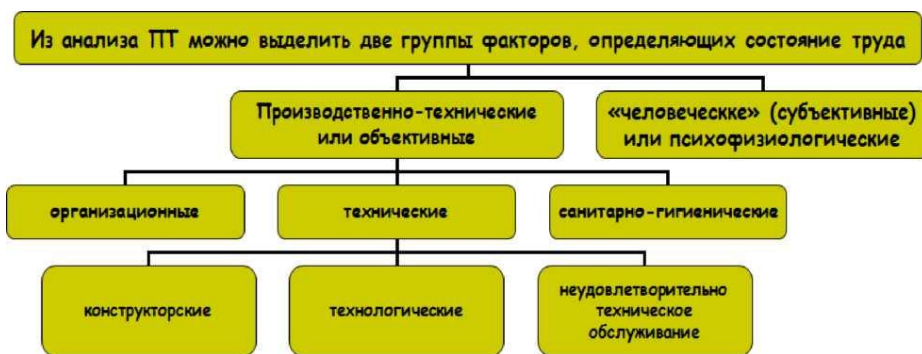 Из анализа ПТ можно выделить две группы факторов, определяющих состояние труда
Производственно-технические
или объективные
«человеческке» (субъективные)
или психофизиологические
организационные
технические
санитарно-гигиенические
конструкторские
технологические
неудовлетворительно
техническое
обслуживание